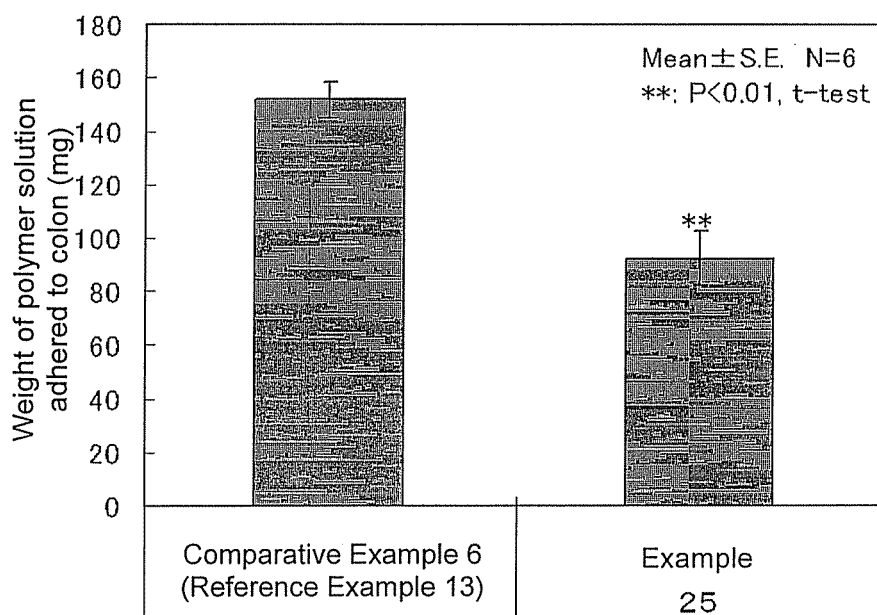 180
160
140
120
100
80
60
40
20
0
Weight of polymer solution
adhered to colon (mg)
Mean±S.E. N=6
**: P<0.01, t-test
**
Comparative Example 6
(Reference Example 13)
Example
25